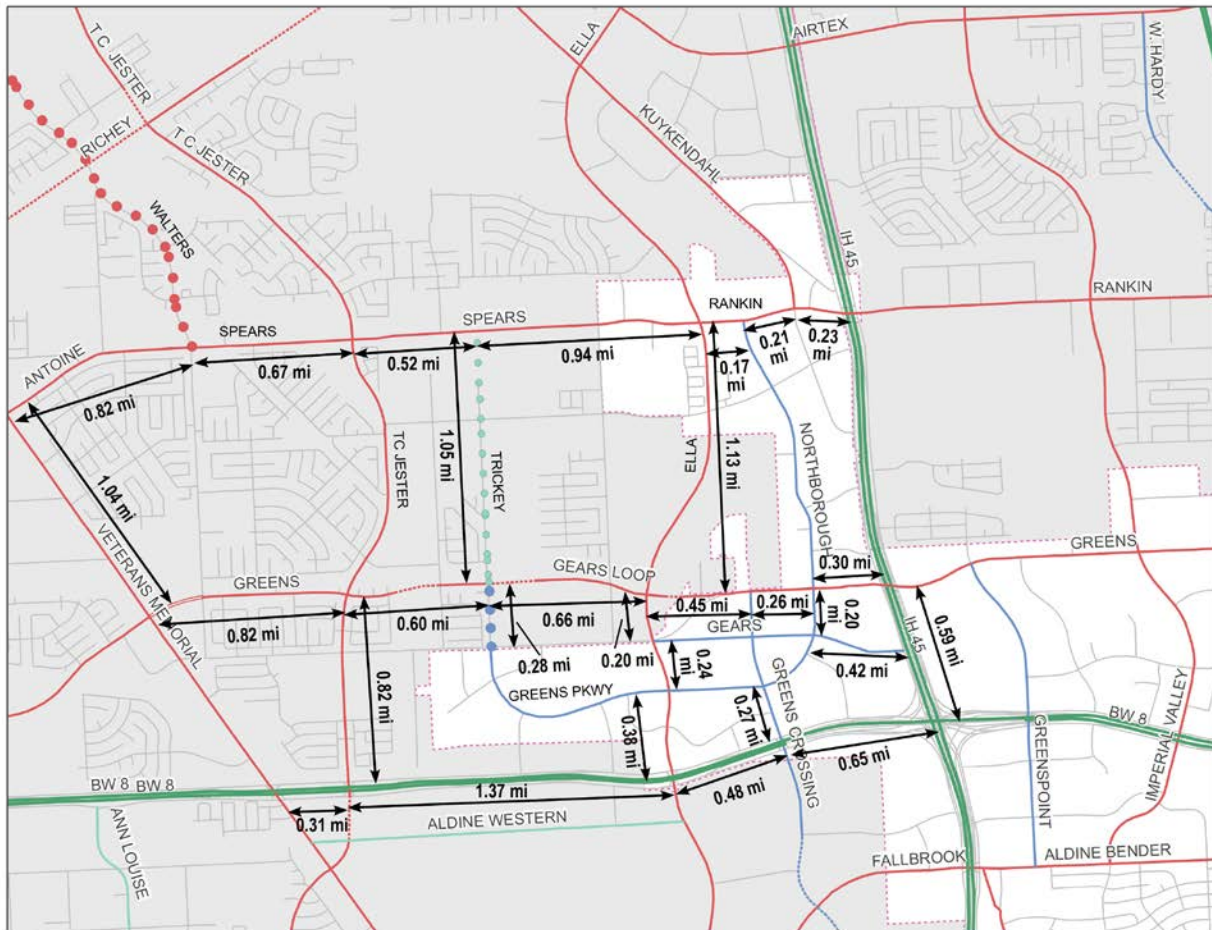 T C JESTER
ELLA
AIRTEX
W. HARDY
RICHEY
T C JESTER
KUYKENDAHL
WALTERS
IH 45
RANKIN
RANKIN
SPEARS
SPEARS
ANTOINE
0.67 mi
0.52 mi
0.94 mi
0.17 mi
0.21 mi
0.23 mi
0.82 mi
1.04 mi
VETERANS MEMORIAL
TC JESTER
1.05 mi
TRICKEY
ELLA
1.13 mi
NORTHBOROUGH
GREENS
GEARS LOOP
0.30 mi
GREENS
0.82 mi
0.60 mi
0.66 mi
0.45 mi
0.26 mi
0.20 mi
GEARS
IH 45
0.59 mi
0.28 mi
0.20 mi
0.24 mi
0.42 mi
GREENS PKWY
0.82 mi
0.38 mi
0.27 mi
GREENS CROSSING
0.65 mi
BW 8
GREENSPOINT
IMPERIAL VALLEY
BW 8
BW 8
1.37 mi
0.48 mi
0.31 mi
ALDINE WESTERN
ANN LOUISE
FALLBROOK
ALDINE BENDER